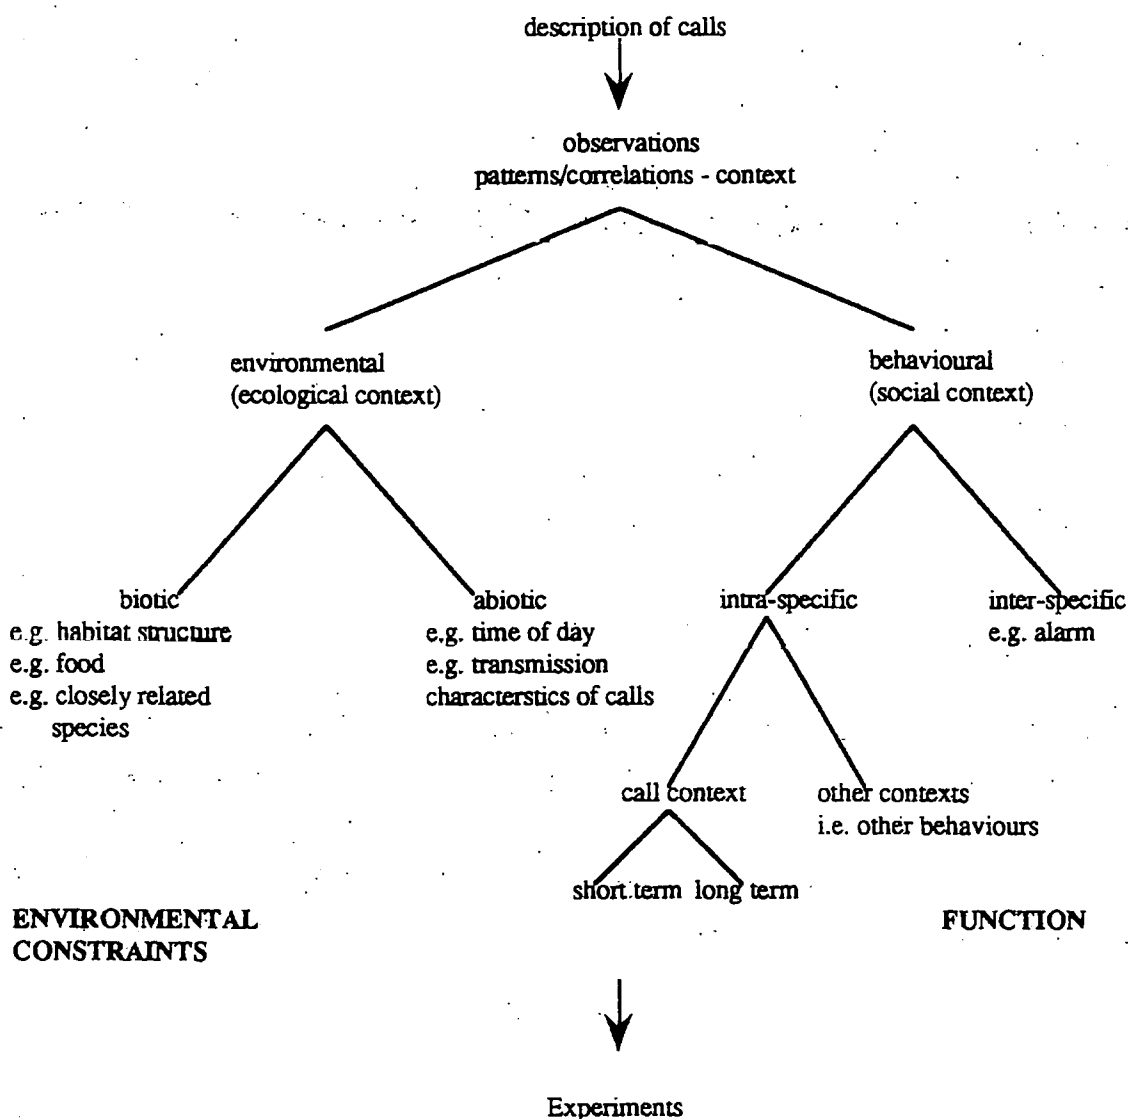 description of calls
observations
patterns/correlations - context
environmental
(ecological context)
behavioural
(social context)
biotic
e.g. habitat structure
e.g. food
e.g. closely related
species
abiotic
e.g. time of day
e.g. transmission
characterstics of calls
intra-specific
inter-specific
e.g. alarm
call context
other contexts
i.e. other behaviours
short term
long term
ENVIRONMENTAL
CONSTRAINTS
FUNCTION
Experiments